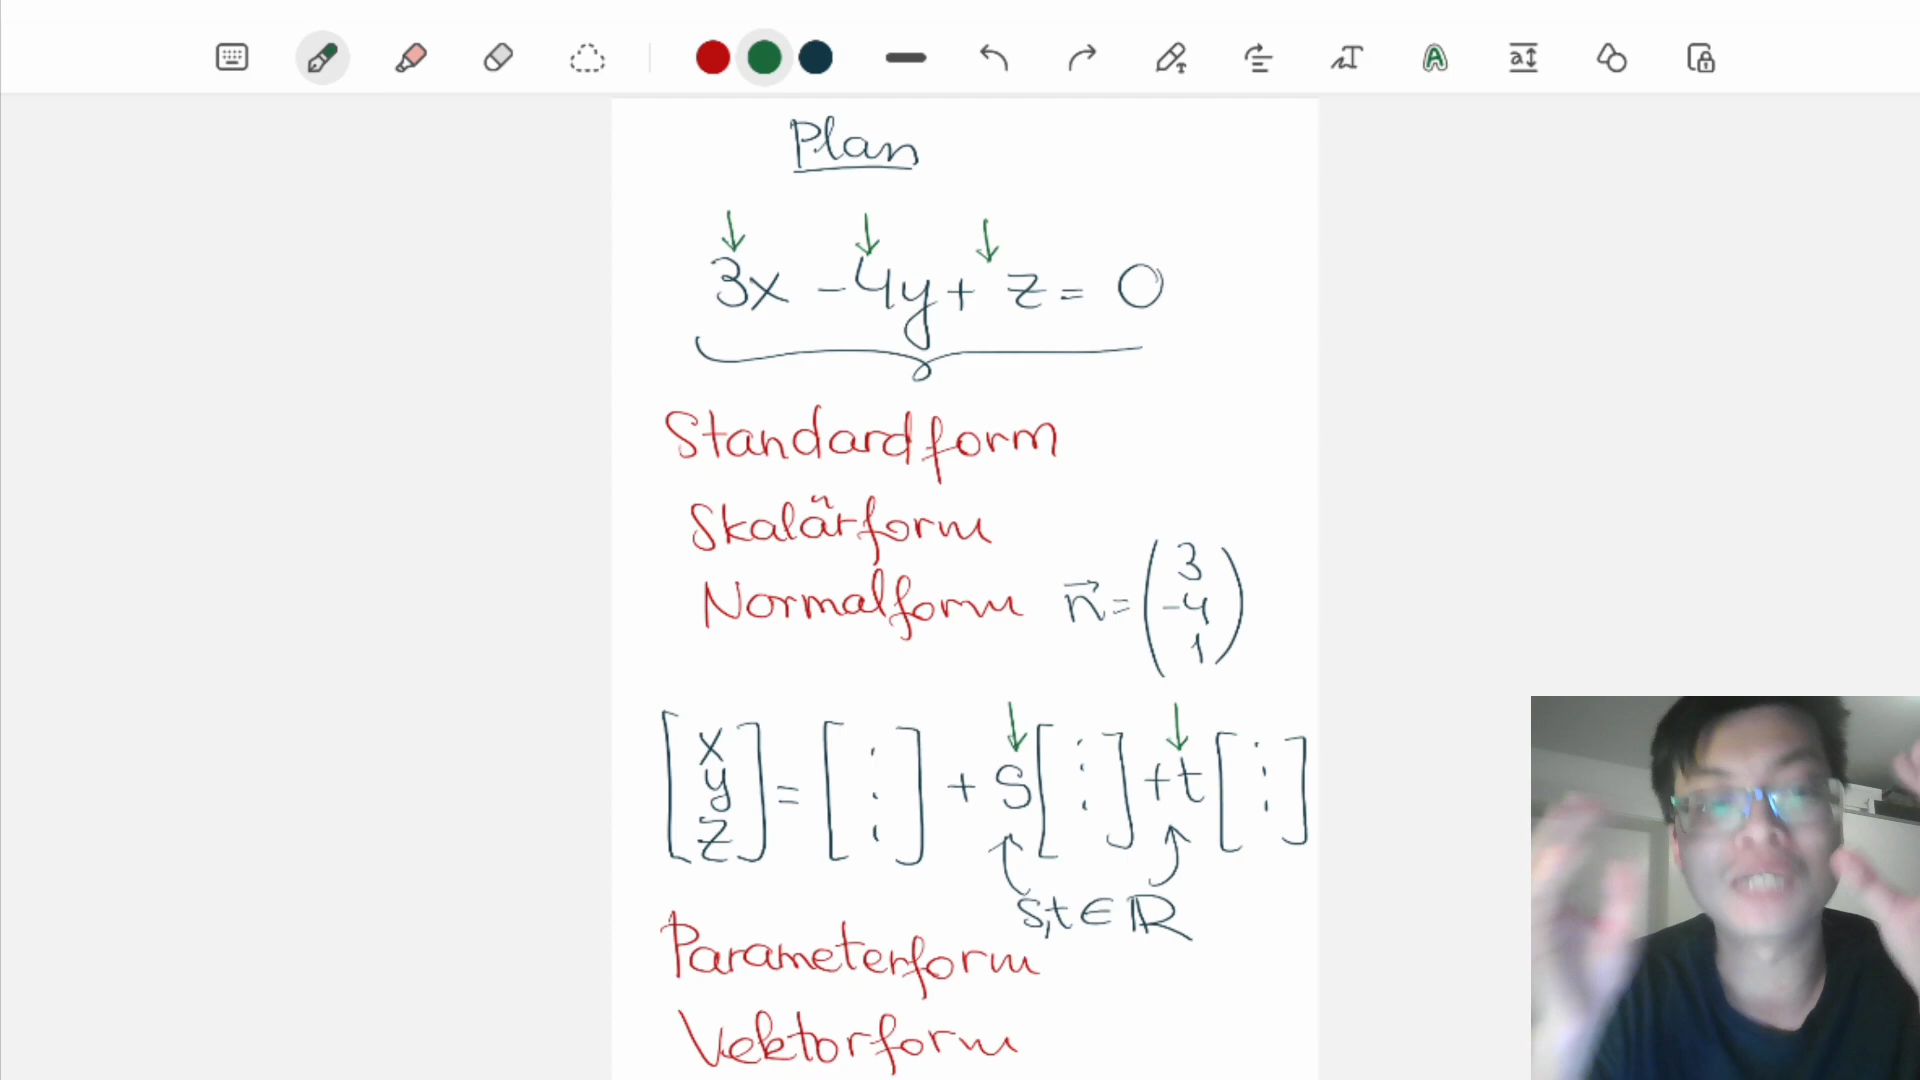 Plan
3x - 4y + z = 0
Standardform
Skalärform
Normalform n⃗ = (3 -4 1)
[x y z] = [⋮] + s[⋮] + t[⋮]
s,t ∈ ℝ
Parameterform
Vektorform